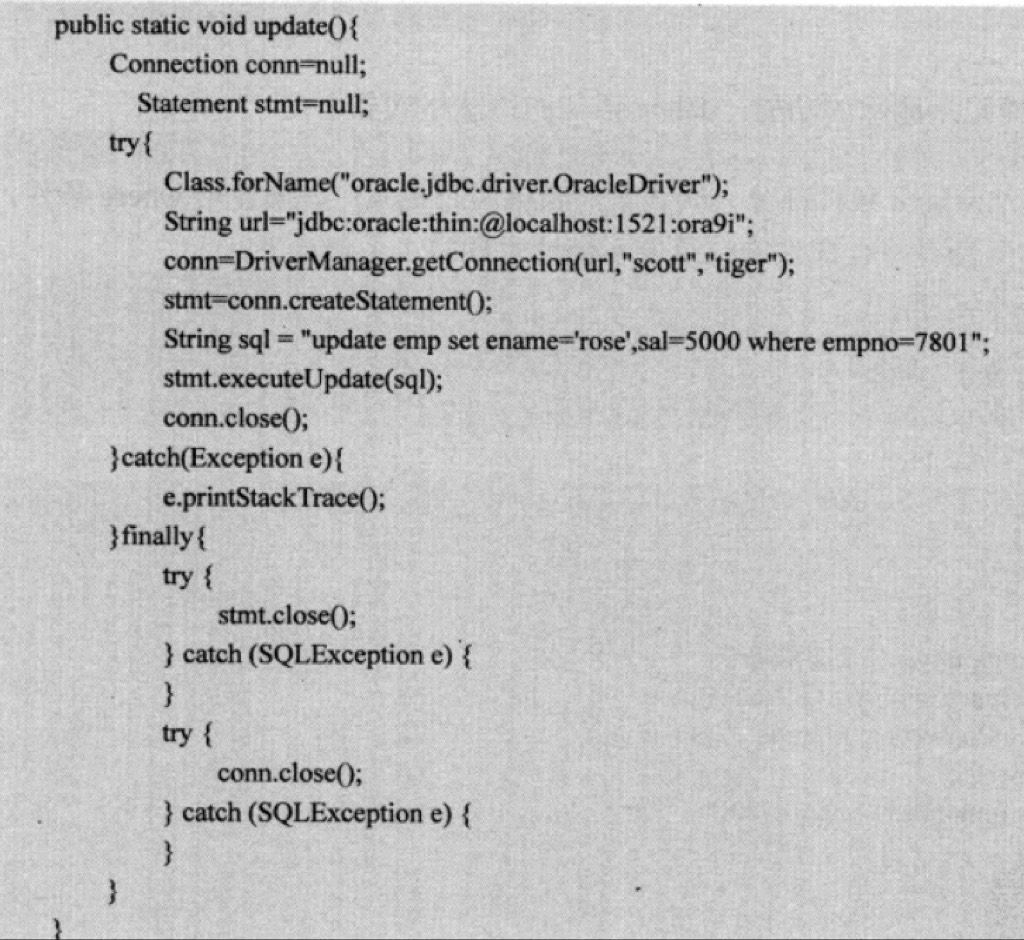 public static void update(){
Connection conn=null;
Statement stmt=null;
try{
Class.forName("oracle.jdbc.driver.OracleDriver");
String url="jdbc:oracle:thin:@localhost:1521:ora9i";
conn=DriverManager.getConnection(url,"scott","tiger");
stmt=conn.createStatement();
String sql = "update emp set ename='rose',sal=5000 where empno=7801";
stmt.executeUpdate(sql);
conn.close();
}catch(Exception e){
e.printStackTrace();
}finally{
try {
stmt.close();
} catch (SQLException e) {
}
try {
conn.close();
} catch (SQLException e) {
}
}
}